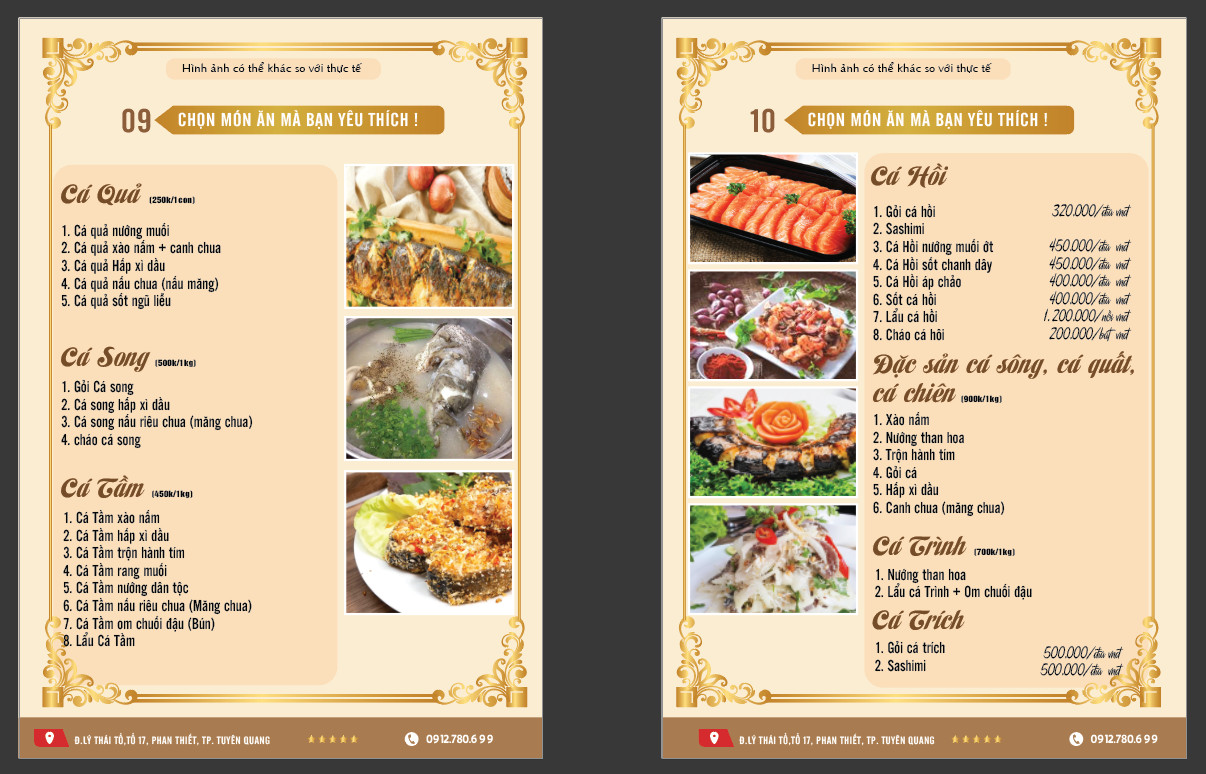 Hình ảnh có thể khác so với thực tế
09 CHỌN MÓN ĂN MÀ BẠN YÊU THÍCH !
Cá Quả (250k/1con)
1. Cá quả nướng muối
2. Cá quả xào nấm + canh chua
3. Cá quả Hấp xì dầu
4. Cá quả nấu chua (nấu măng)
5. Cá quả sốt ngũ liễu
Cá Song (500k/1kg)
1. Gỏi Cá song
2. Cá song hấp xì dầu
3. Cá song nấu riêu chua (măng chua)
4. cháo cá song
Cá Tầm (450k/1kg)
1. Cá Tầm xào nấm
2. Cá Tầm hấp xì dầu
3. Cá Tầm trộn hành tím
4. Cá Tầm rang muối
5. Cá Tầm nướng dân tộc
6. Cá Tầm nấu riêu chua (Măng chua)
7. Cá Tầm om chuối đậu (Bún)
8. Lẩu Cá Tầm
Đ.LÝ THÁI TỔ,TỔ 17, PHAN THIẾT, TP. TUYÊN QUANG
0912.780.6 99
Hình ảnh có thể khác so với thực tế
10 CHỌN MÓN ĂN MÀ BẠN YÊU THÍCH !
Cá Hồi
1. Gỏi cá hồi 320.000/đĩa vnđ
2. Sashimi
3. Cá Hồi nướng muối ớt 450.000/đĩa vnđ
4. Cá Hồi sốt chanh dây 450.000/đĩa vnđ
5. Cá Hồi áp chảo 400.000/đĩa vnđ
6. Sốt cá hồi 400.000/đĩa vnđ
7. Lẩu cá hồi 1.200.000/nồi vnđ
8. Cháo cá hồi 200.000/bát vnđ
Đặc sản cá sông, cá quất,
cá chiên (900k/1kg)
1. Xào nấm
2. Nướng than hoa
3. Trộn hành tím
4. Gỏi cá
5. Hấp xì dầu
6. Canh chua (măng chua)
Cá Trình (700k/1kg)
1. Nướng than hoa
2. Lẩu cá Trình + Om chuối đậu
Cá Trích
1. Gỏi cá trích 500.000/đĩa vnđ
2. Sashimi 500.000/đĩa vnđ
Đ.LÝ THÁI TỔ,TỔ 17, PHAN THIẾT, TP. TUYÊN QUANG
0912.780.6 99